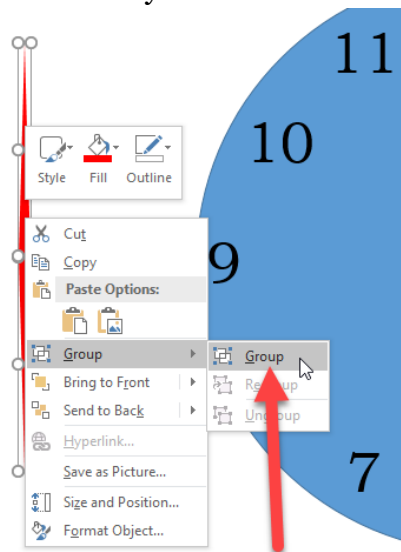 11
10
Style Fill Outline
Cut
Copy
9
Paste Options:
Group
Group
Bring to Front
Send to Back
Ungroup
Hyperlink...
Save as Picture...
7
Size and Position...
Format Object...